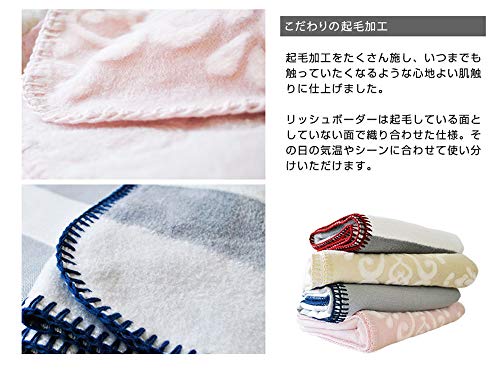 こだわりの起毛加工
起毛加工をたくさん施し、いつまでも
触っていたくなるような心地よい肌触
りに仕上げました。
リッシュボーダーは起毛している面と
していない面で織り合わせた仕様。そ
の日の気温やシーンに合わせて使い分
けいただけます。